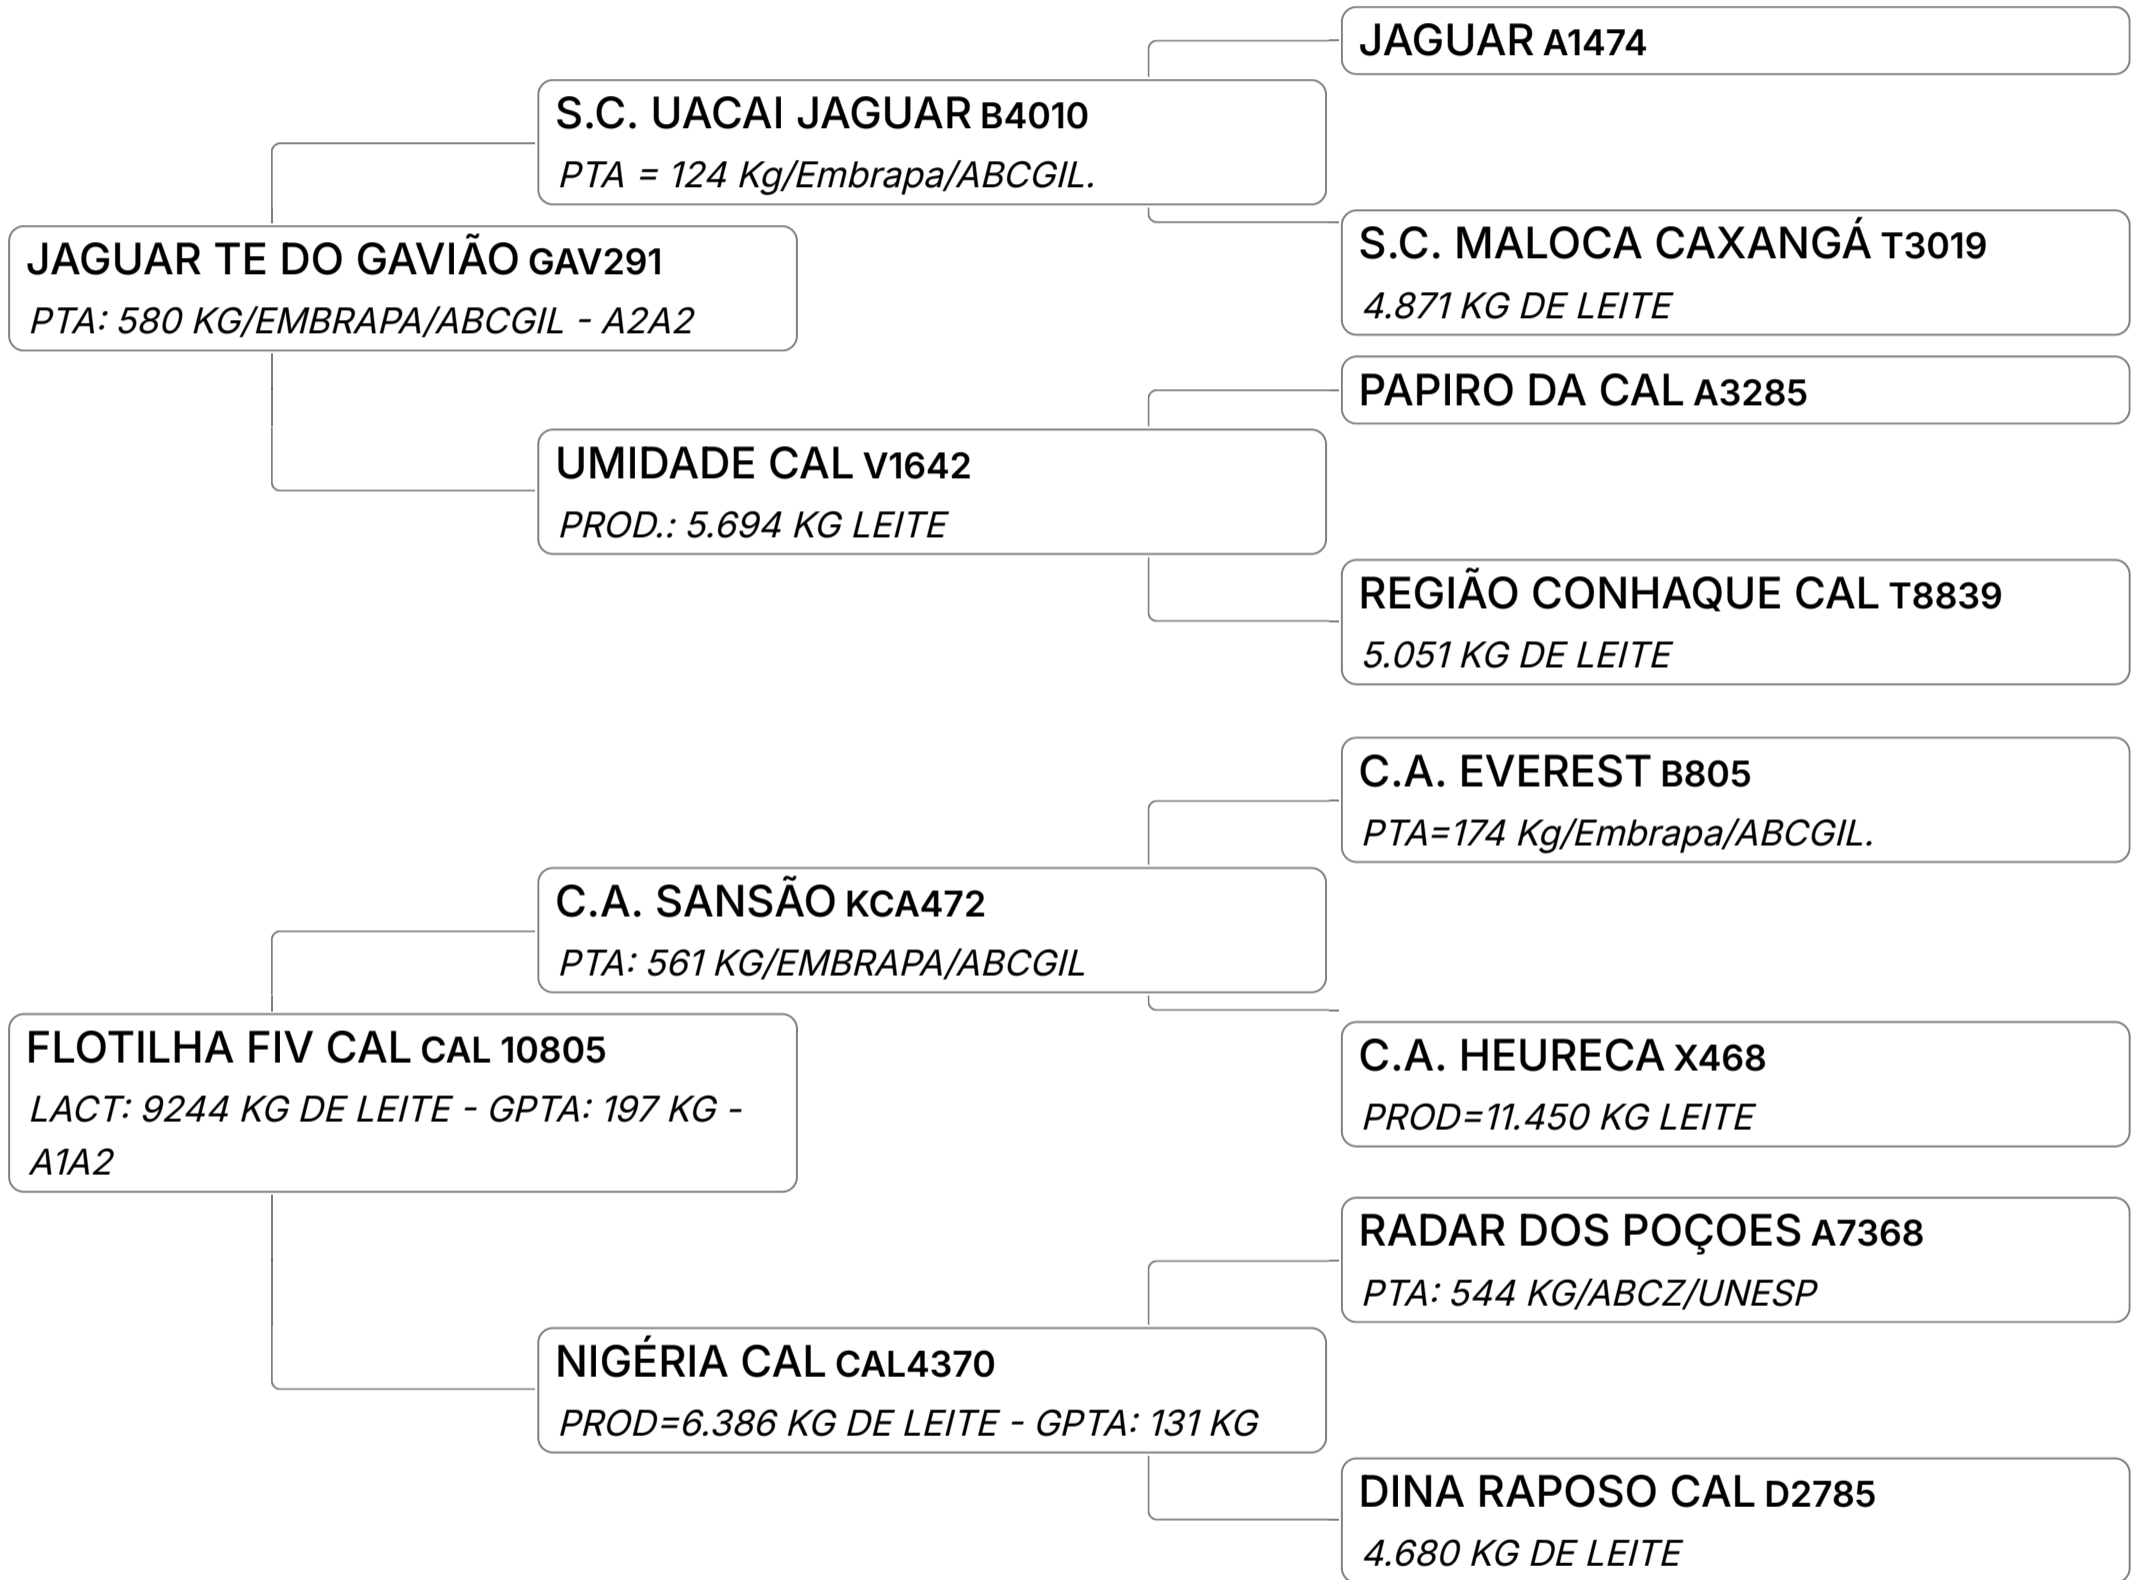 JAGUAR A1474
S.C. UACAI JAGUAR B4010
PTA = 124 Kg/Embrapa/ABCGIL.
S.C. MALOCA CAXANGÁ T3019
4.871 KG DE LEITE
JAGUAR TE DO GAVIÃO GAV291
PTA: 580 KG/EMBRAPA/ABCGIL - A2A2
PAPIRO DA CAL A3285
UMIDADE CAL V1642
PROD.: 5.694 KG LEITE
REGIÃO CONHAQUE CAL T8839
5.051 KG DE LEITE
C.A. EVEREST B805
PTA=174 Kg/Embrapa/ABCGIL.
C.A. SANSÃO KCA472
PTA: 561 KG/EMBRAPA/ABCGIL
C.A. HEURECA X468
PROD=11.450 KG LEITE
FLOTILHA FIV CAL CAL 10805
LACT: 9244 KG DE LEITE - GPTA: 197 KG -
A1A2
RADAR DOS POÇOES A7368
PTA: 544 KG/ABCZ/UNESP
NIGÉRIA CAL CAL4370
PROD=6.386 KG DE LEITE - GPTA: 131 KG
DINA RAPOSO CAL D2785
4.680 KG DE LEITE